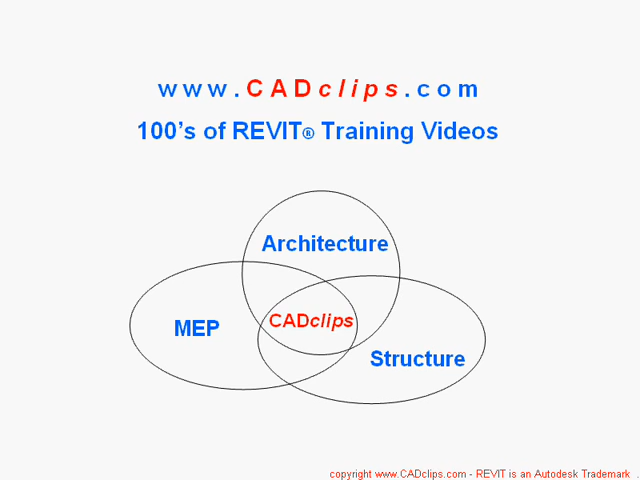 www.CADclips.com
100's of REVIT® Training Videos
Architecture
MEP
CADclips
Structure
copyright www.CADclips.com - REVIT is an Autodesk Trademark .